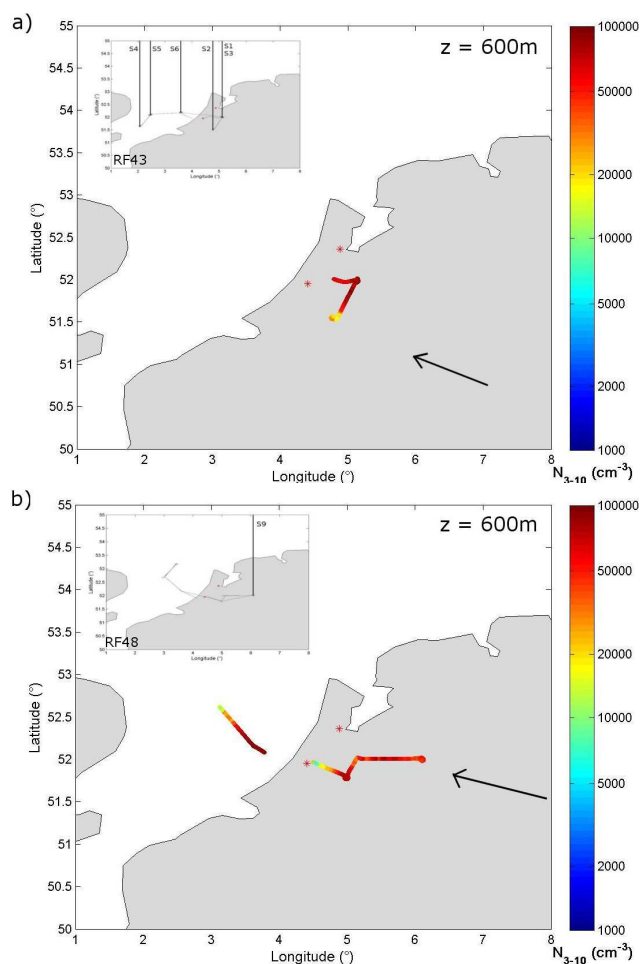 a)
z = 600m
S4
S5
S6
S2
S1
S3
RF43
55
54.5
54
53.5
53
52.5
52
51.5
51
50.5
50
Latitude (°)
1
2
3
4
5
6
7
8
Longitude (°)
100000
50000
20000
10000
5000
2000
1000
N3-10 (cm-3)
b)
z = 600m
S9
RF48
55
54.5
54
53.5
53
52.5
52
51.5
51
50.5
50
Latitude (°)
1
2
3
4
5
6
7
8
Longitude (°)
100000
50000
20000
10000
5000
2000
1000
N3-10 (cm-3)